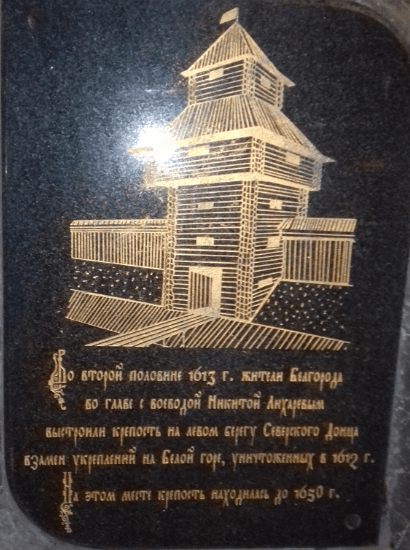 Во второй половине 1613 г. жители Белгорода
во главе с воеводой Никитой Лихаревым
выстроили крепость на левом берегу Северского Донца
взамен укреплений на Белой горе, уничтоженных в 1612 г.
На этом месте крепость находилась до 1650 г.